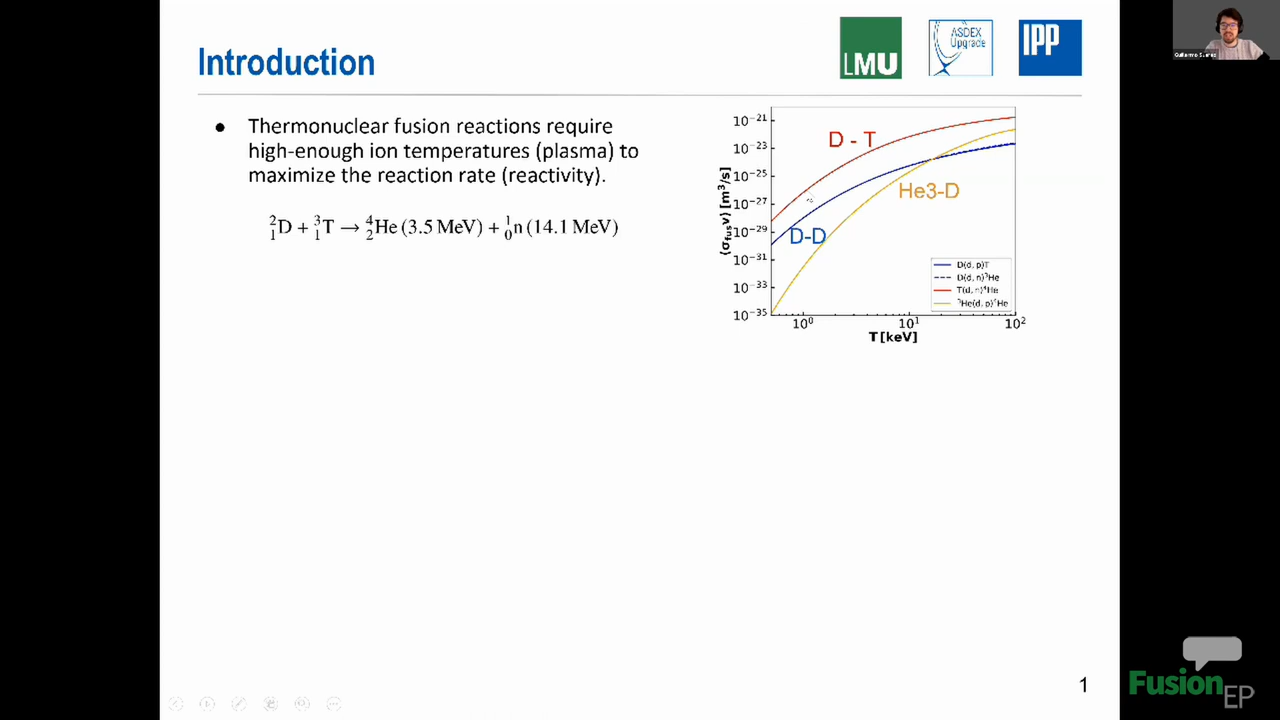 Introduction
LMU
ASDEX
Upgrade
IPP
Guillermo Suárez
● Thermonuclear fusion reactions require
high-enough ion temperatures (plasma) to
maximize the reaction rate (reactivity).
²₁D + ³₁T → ⁴₂He (3.5 MeV) + ¹₀n (14.1 MeV)
⟨σ_fus v⟩ [m³/s]
10⁻²¹
10⁻²³
10⁻²⁵
10⁻²⁷
10⁻²⁹
10⁻³¹
10⁻³³
10⁻³⁵
D - T
He3-D
D-D
D(d, p)T
D(d, n)³He
T(d, n)⁴He
³He(d, p)⁴He
10⁰ 10¹ 10²
T [keV]
1
Fusion
EP